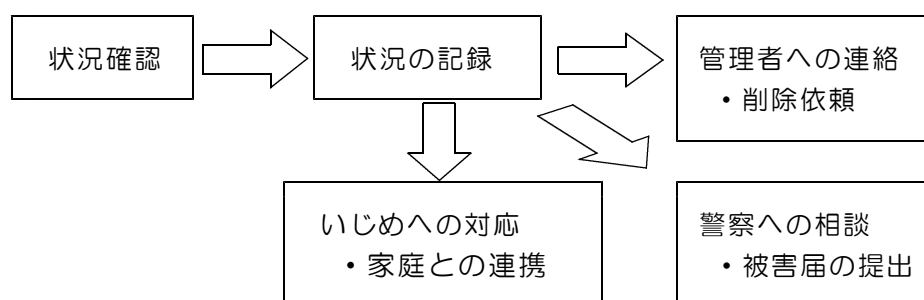 状況確認
状況の記録
管理者への連絡
・削除依頼
いじめへの対応
・家庭との連携
警察への相談
・被害届の提出